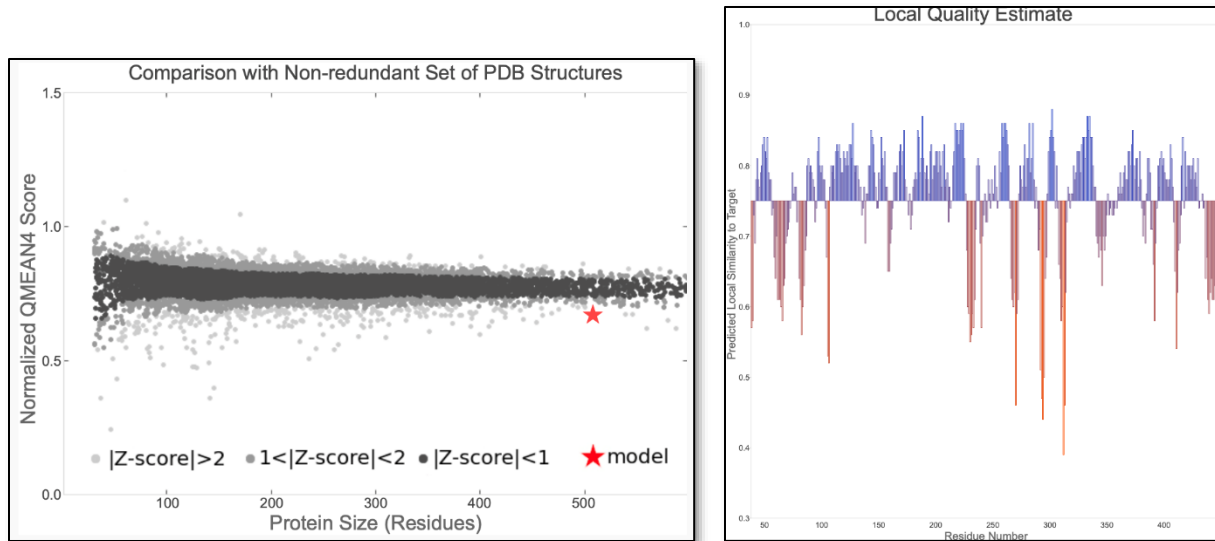 Comparison with Non-redundant Set of PDB Structures
Normalized QMEAN4 Score
1.5
1.0
0.5
0.0
|Z-score|>2
1<|Z-score|<2
|Z-score|<1
model
100
200
300
400
500
Protein Size (Residues)
Local Quality Estimate
Predicted Local Similarity to Target
1.0
0.9
0.8
0.7
0.6
0.5
0.4
0.3
50
100
150
200
250
300
350
400
Residue Number